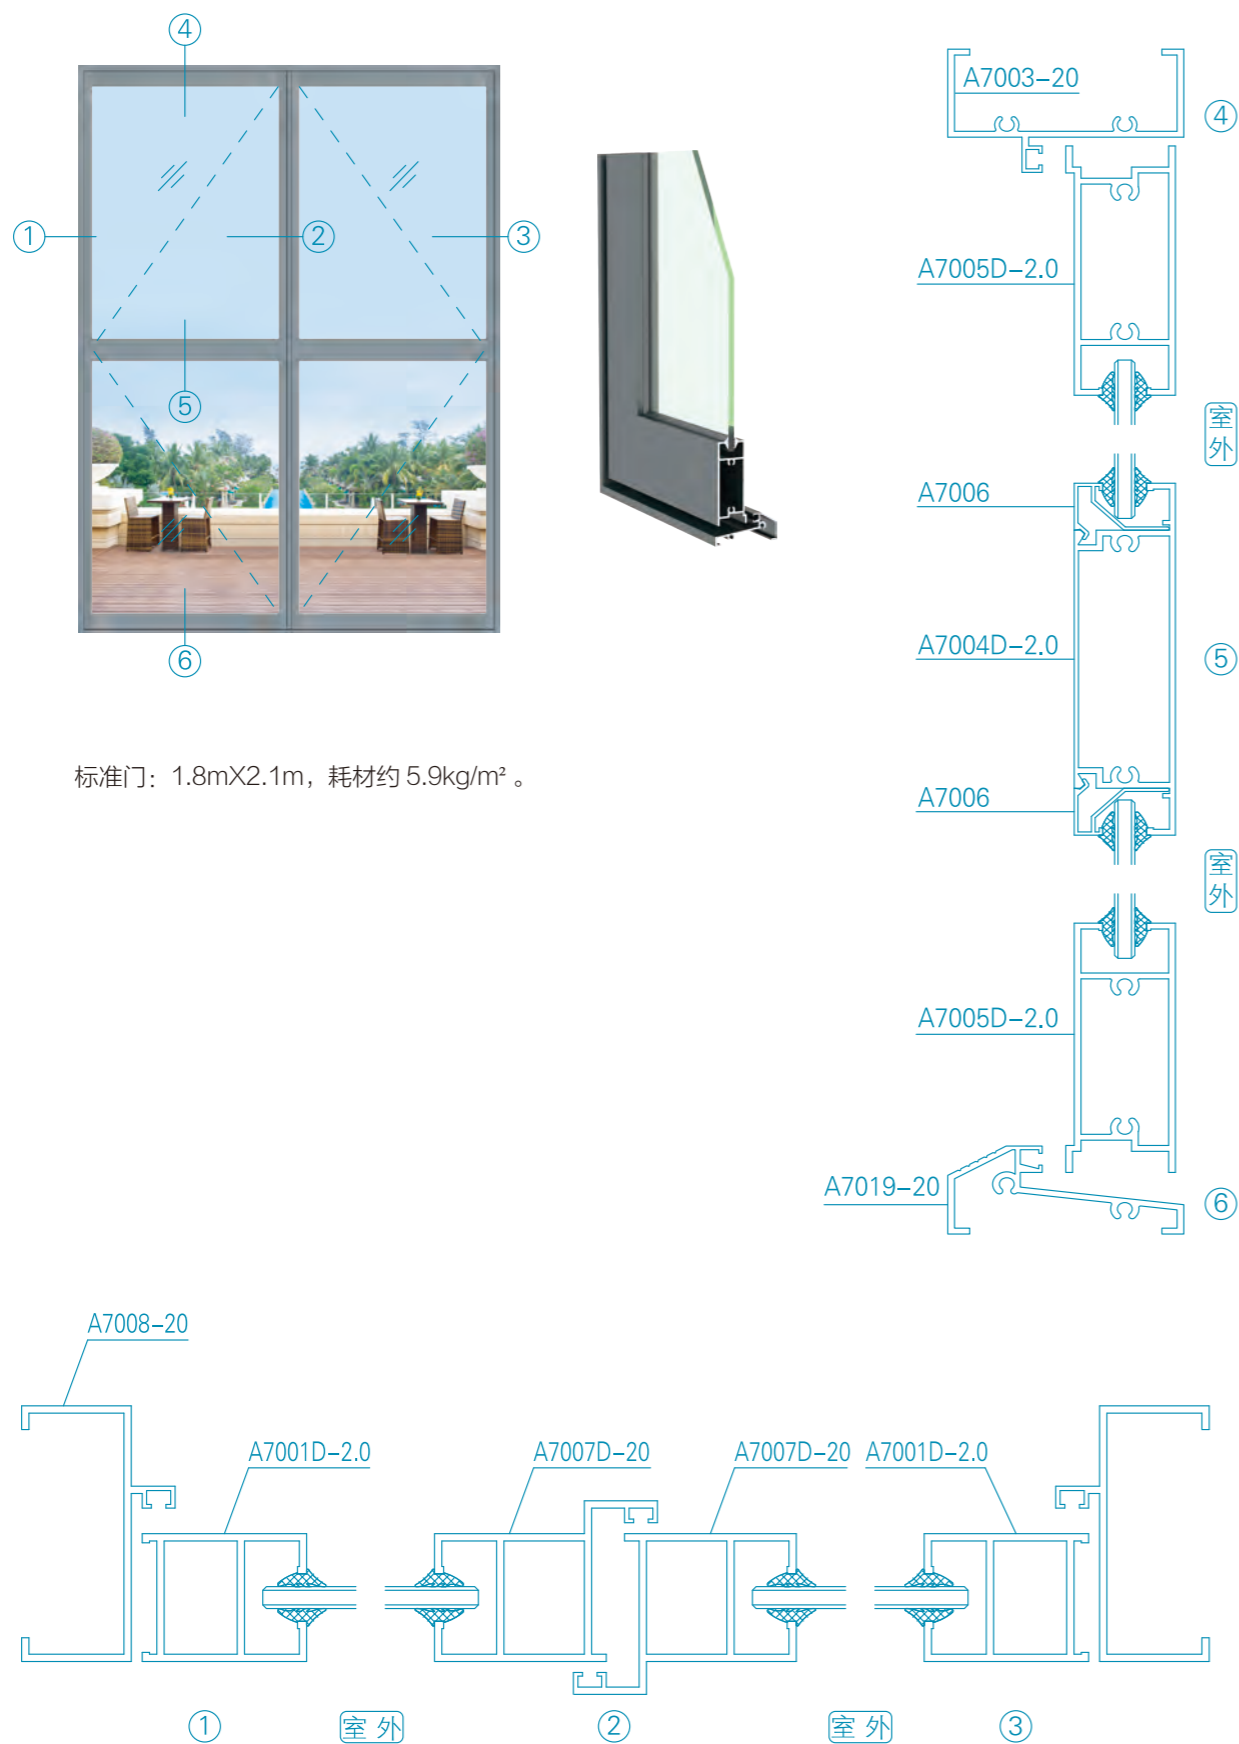 ④
A7003-20
④
①
②
③
A7005D-2.0
⑤
室外
A7006
A7004D-2.0
⑤
⑥
标准门：1.8mX2.1m，耗材约 5.9kg/m² 。
A7006
室外
A7005D-2.0
A7019-20
⑥
A7008-20
A7001D-2.0
A7007D-20
A7007D-20
A7001D-2.0
①
室外
②
室外
③